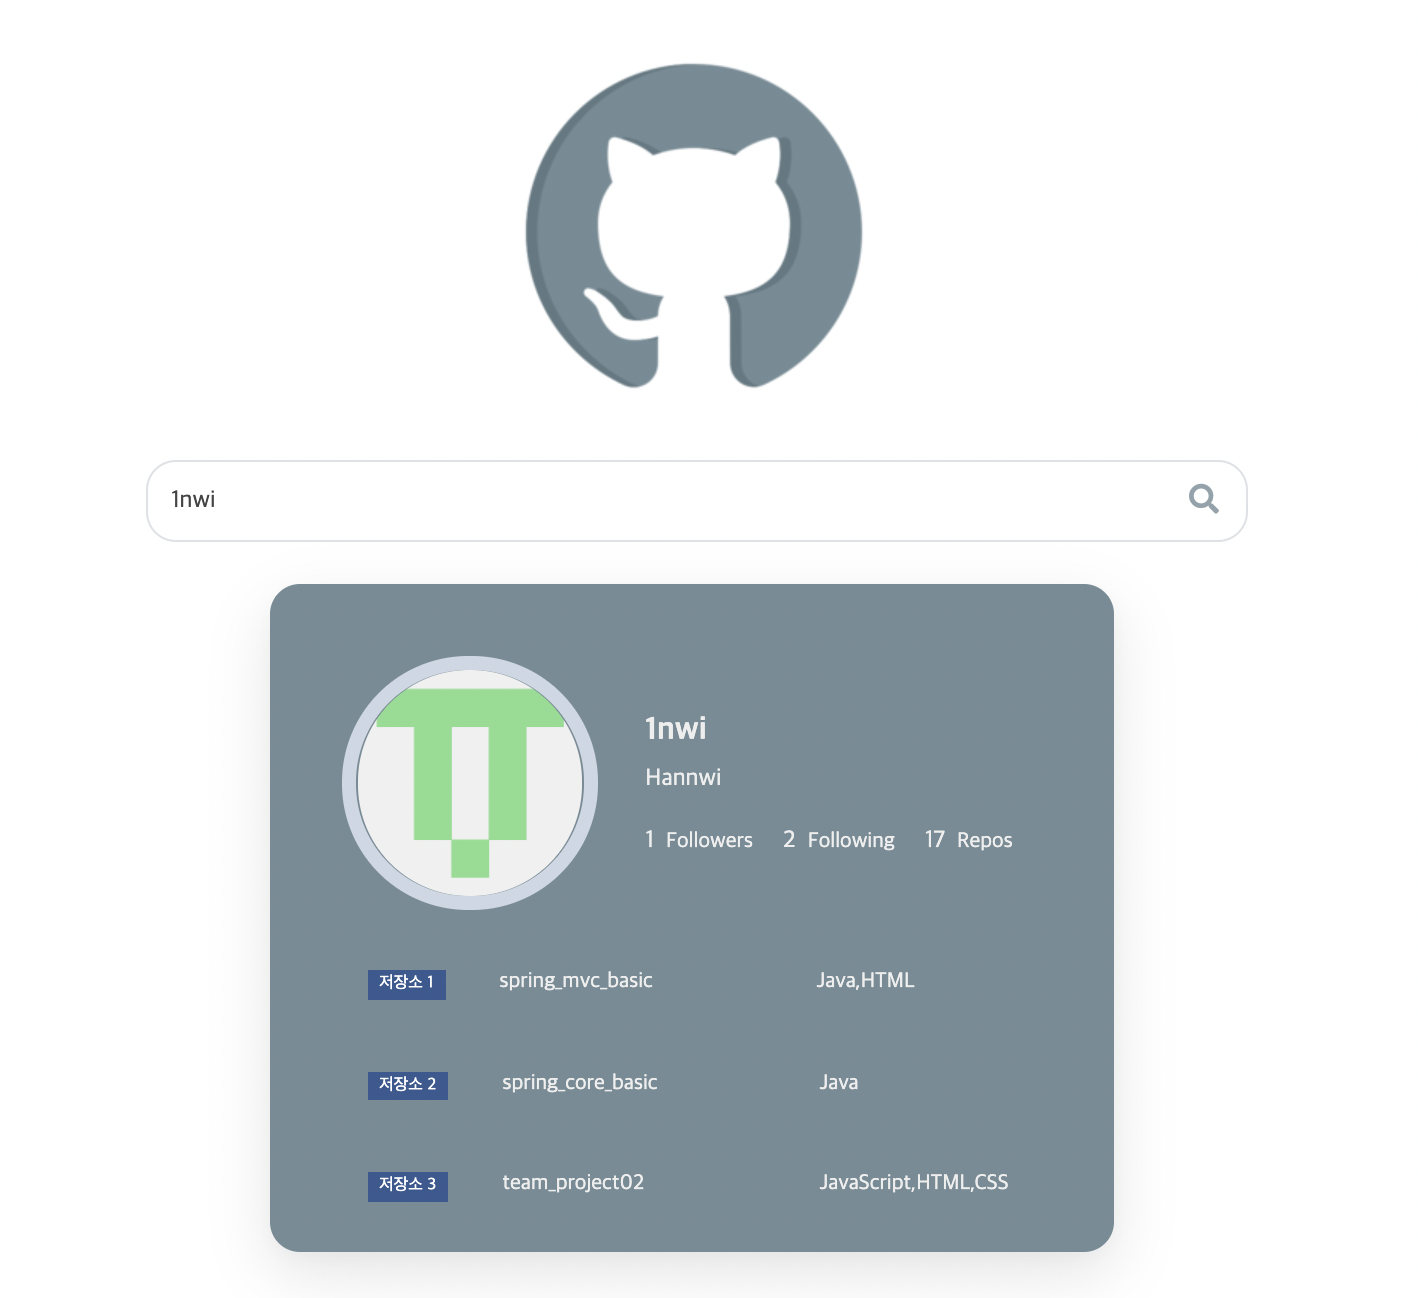 1nwi
1nwi
Hannwi
1 Followers 2 Following 17 Repos
저장소 1 spring_mvc_basic Java,HTML
저장소 2 spring_core_basic Java
저장소 3 team_project02 JavaScript,HTML,CSS